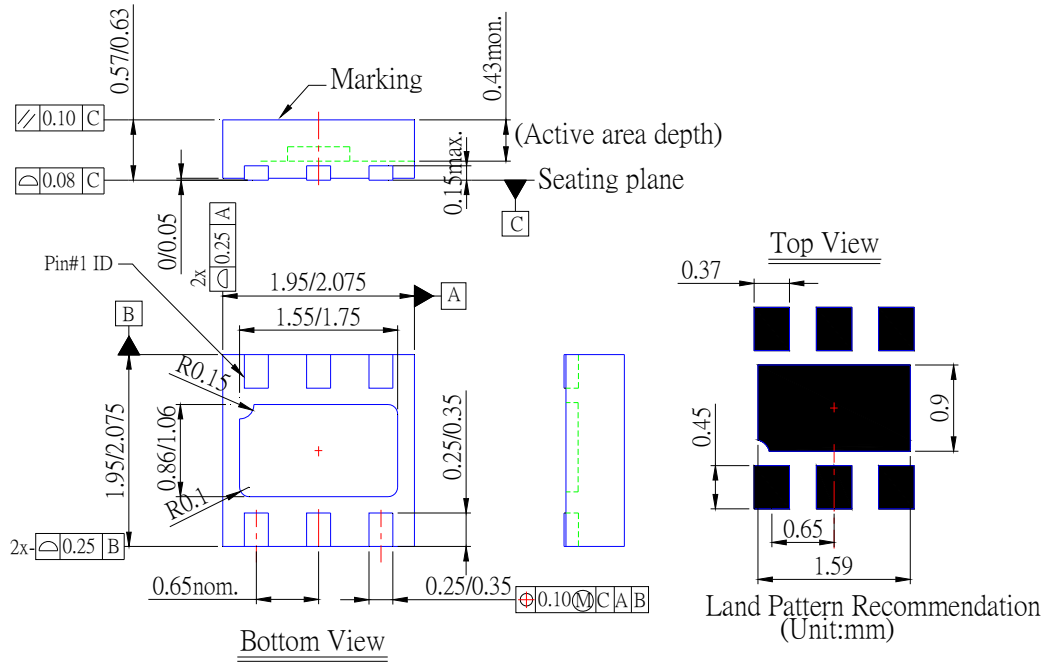 0.57/0.63
Marking
0.43mon.
0.10 C
(Active area depth)
0.15max.
0.08 C
Seating plane
C
0/0.05
2x 0.25 A
Pin#1 ID
1.95/2.075
A
B
1.55/1.75
R0.15
1.95/2.075
0.86/1.06
0.25/0.35
R0.1
2x- 0.25 B
0.65nom.
0.25/0.35
0.10 M C A B
Bottom View
Top View
0.37
0.45
0.9
0.65
1.59
Land Pattern Recommendation
(Unit:mm)